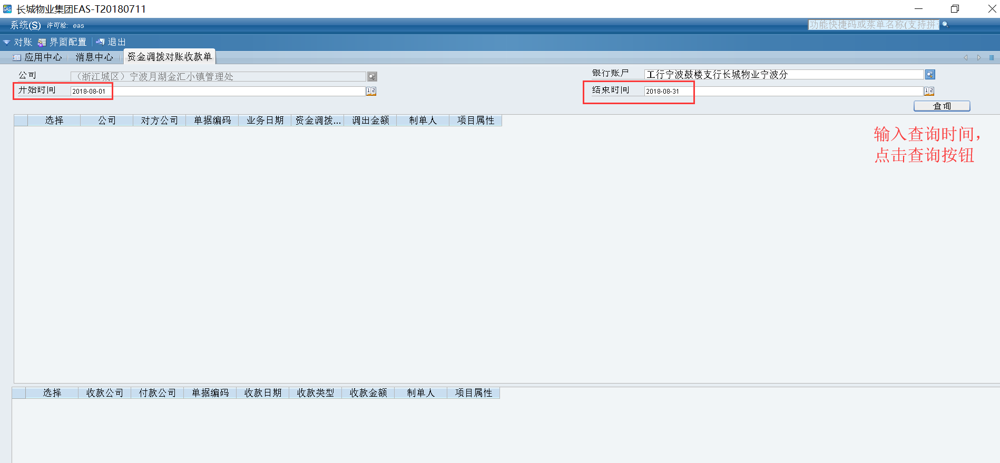 长城物业集团EAS-T20180711
系统(S) 许可给: eas
功能快捷码或菜单名称(支持拼
对账 界面配置 退出
应用中心 消息中心 资金调拨对账收款单
公司 （浙江城区）宁波月湖金汇小镇管理处 银行账户 工行宁波鼓楼支行长城物业宁波分
开始时间 2018-08-01 结束时间 2018-08-31
查询
选择 公司 对方公司 单据编码 业务日期 资金调拨... 调出金额 制单人 项目属性
输入查询时间，
点击查询按钮
选择 收款公司 付款公司 单据编码 收款日期 收款类型 收款金额 制单人 项目属性